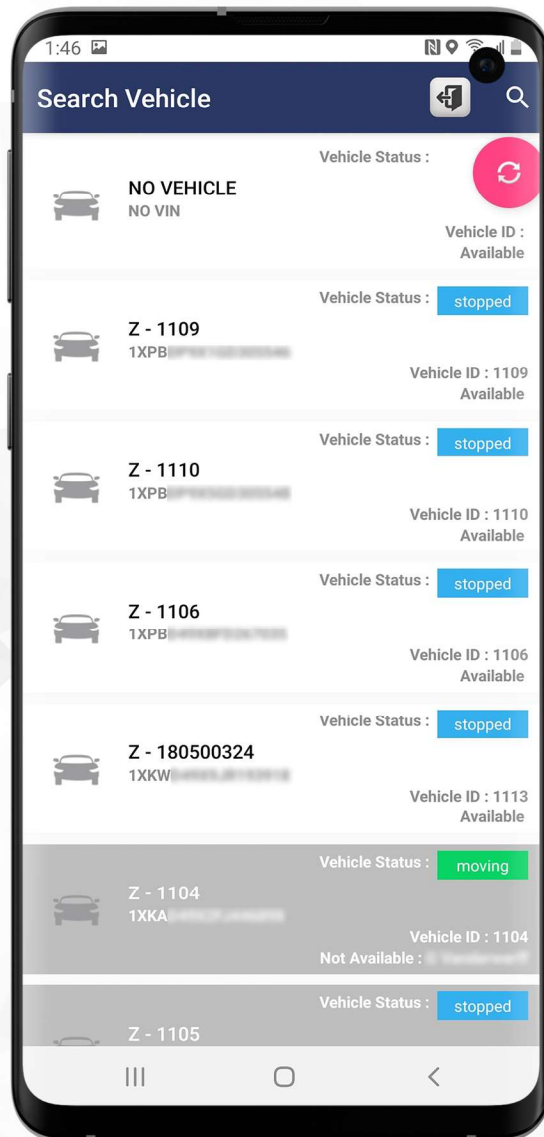 1:46
Search Vehicle
Vehicle Status :
NO VEHICLE
NO VIN
Vehicle ID :
Available
Vehicle Status : stopped
Z - 1109
1XPB
Vehicle ID : 1109
Available
Vehicle Status : stopped
Z - 1110
1XPB
Vehicle ID : 1110
Available
Vehicle Status : stopped
Z - 1106
1XPB
Vehicle ID : 1106
Available
Vehicle Status : stopped
Z - 180500324
1XKW
Vehicle ID : 1113
Available
Vehicle Status : moving
Z - 1104
1XKA
Vehicle ID : 1104
Not Available :
Vehicle Status : stopped
Z - 1105